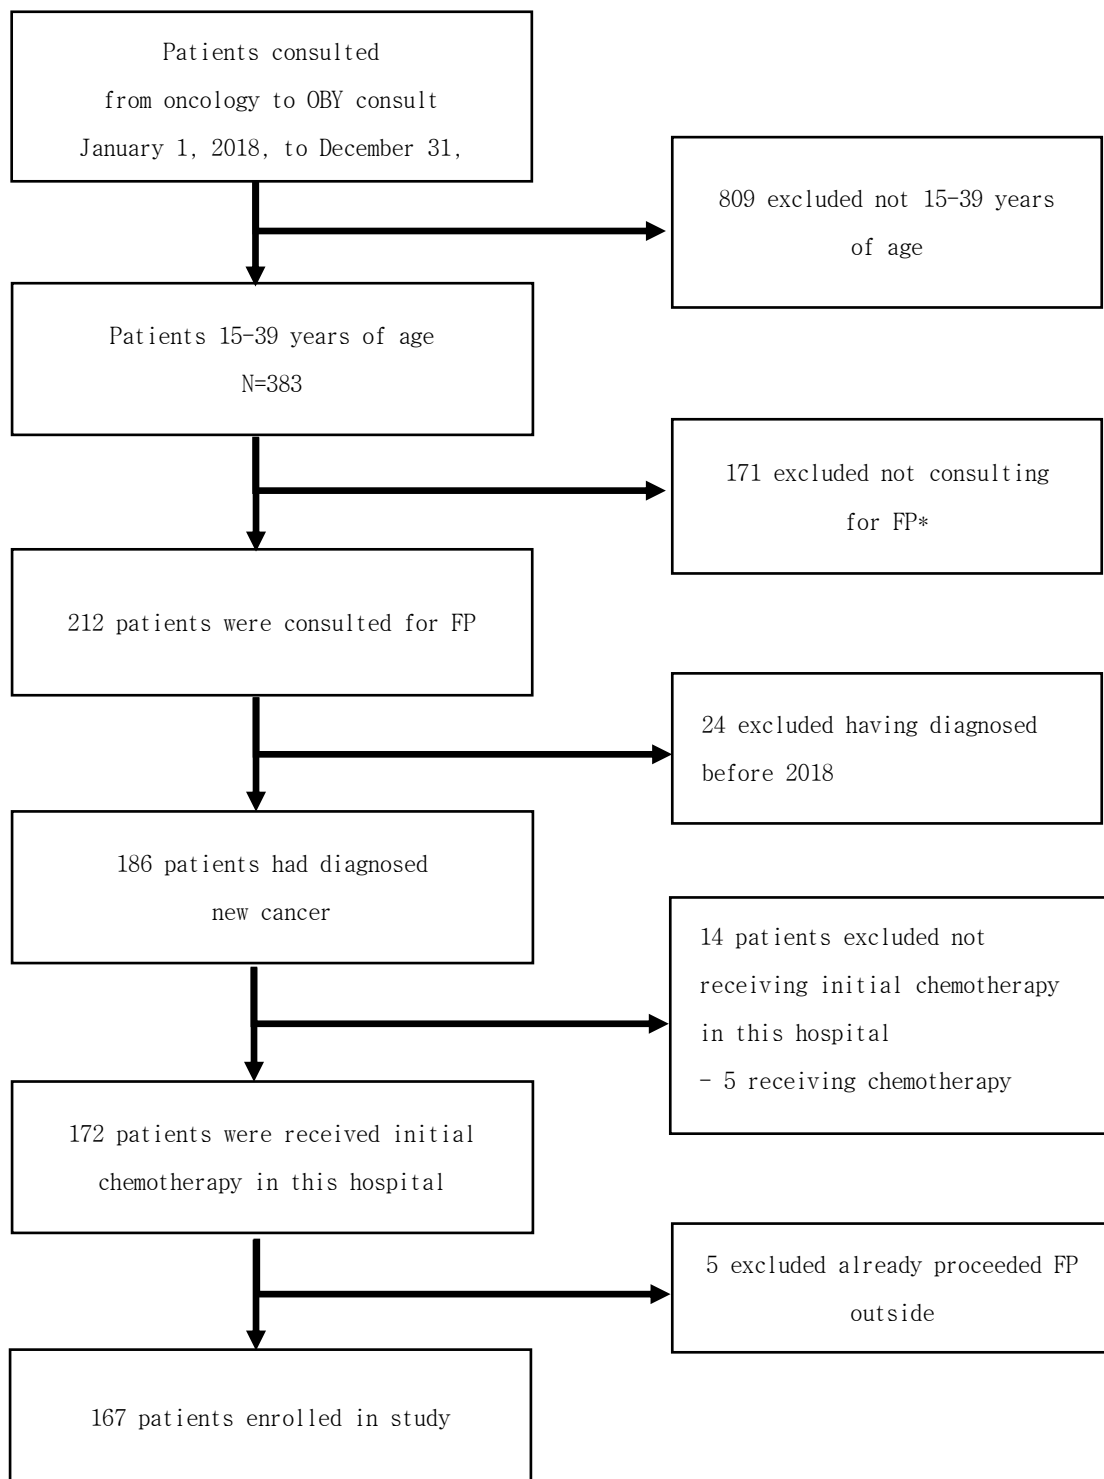 Patients consulted
from oncology to OBY consult
January 1, 2018, to December 31,
809 excluded not 15-39 years
of age
Patients 15-39 years of age
N=383
171 excluded not consulting
for FP*
212 patients were consulted for FP
24 excluded having diagnosed
before 2018
186 patients had diagnosed
new cancer
14 patients excluded not
receiving initial chemotherapy
in this hospital
- 5 receiving chemotherapy
172 patients were received initial
chemotherapy in this hospital
5 excluded already proceeded FP
outside
167 patients enrolled in study